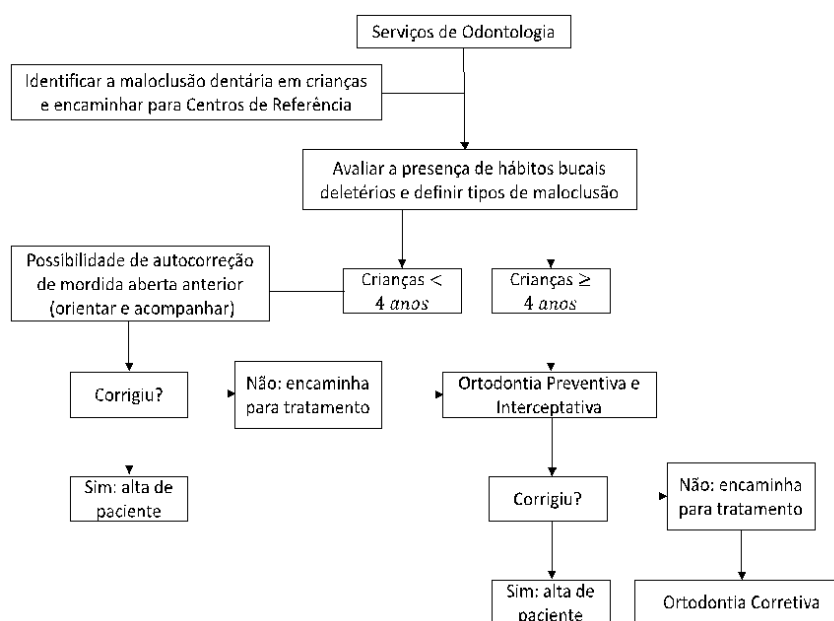 Serviços de Odontologia
Identificar a maloclusão dentária em crianças
e encaminhar para Centros de Referência
Avaliar a presença de hábitos bucais
deletérios e definir tipos de maloclusão
Possibilidade de autocorreção
de mordida aberta anterior
(orientar e acompanhar)
Crianças <
4 anos
Crianças ≥
4 anos
Corrigiu?
Não: encaminha
para tratamento
Ortodontia Preventiva e
Interceptativa
Sim: alta de
paciente
Corrigiu?
Não: encaminha
para tratamento
Sim: alta de
paciente
Ortodontia Corretiva